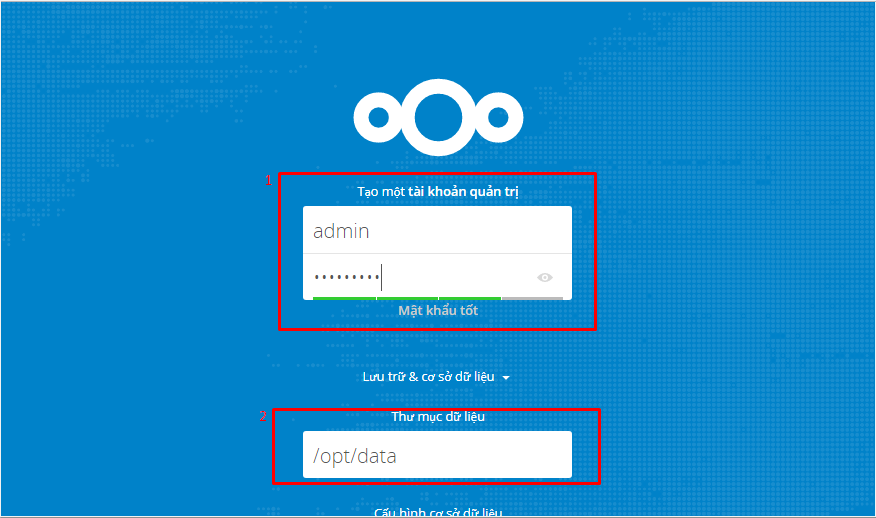 1
Tạo một tài khoản quản trị
admin
•••••••••
Mật khẩu tốt
Lưu trữ & cơ sở dữ liệu
2
Thư mục dữ liệu
/opt/data
Cấu hình cơ sở dữ liệu